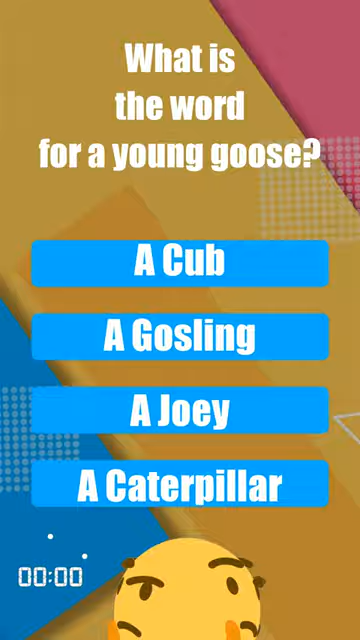 What is
the word
for a young goose?
A Cub
A Gosling
A Joey
A Caterpillar
00:00